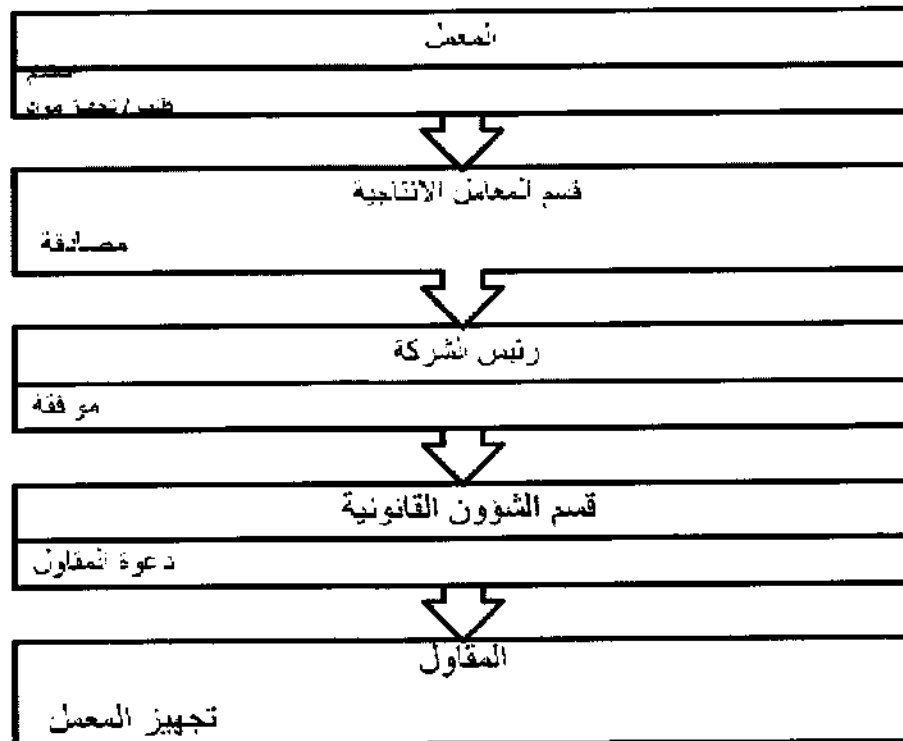 المعمل
طلب / تجهيز مواد
قسم المعامل الانتاجية
مصادقة
رئيس الشركة
موافقة
قسم الشؤون القانونية
دعوة المقاول
المقاول
تجهيز المعمل